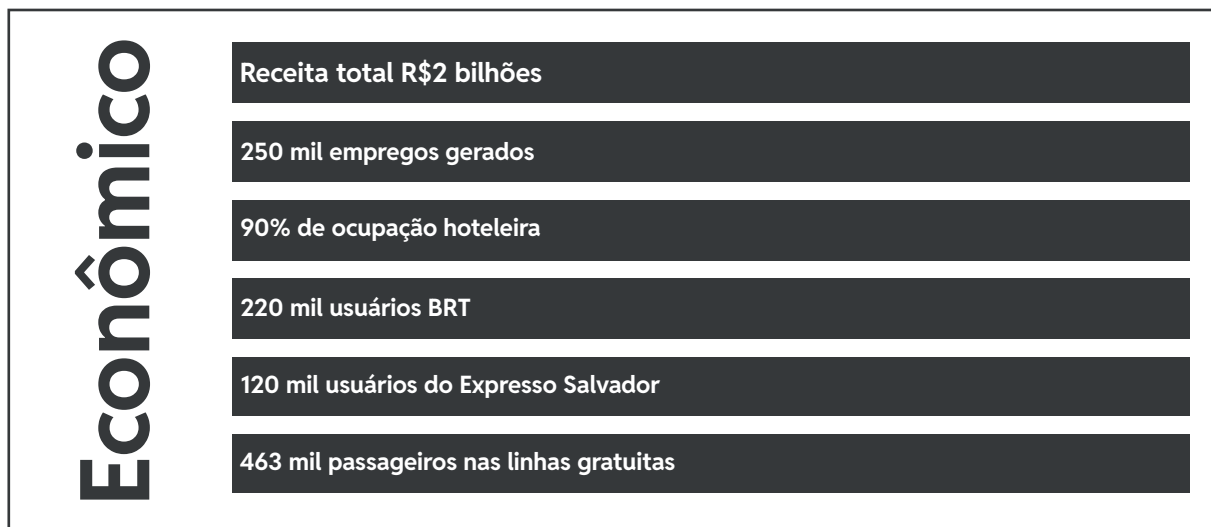 Econômico
Receita total R$2 bilhões
250 mil empregos gerados
90% de ocupação hoteleira
220 mil usuários BRT
120 mil usuários do Expresso Salvador
463 mil passageiros nas linhas gratuitas